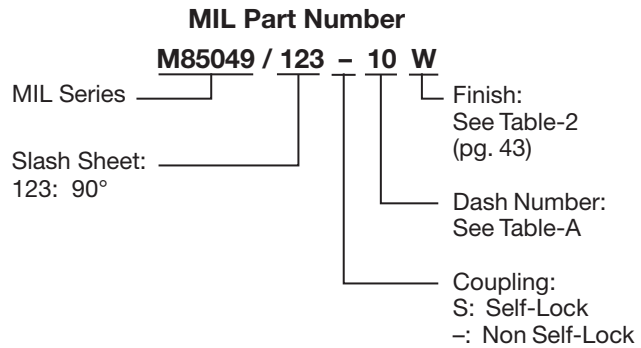 MIL Part Number
M85049 / 123 – 10 W
MIL Series
Finish:
See Table-2
(pg. 43)
Slash Sheet:
123: 90°
Dash Number:
See Table-A
Coupling:
S: Self-Lock
–: Non Self-Lock